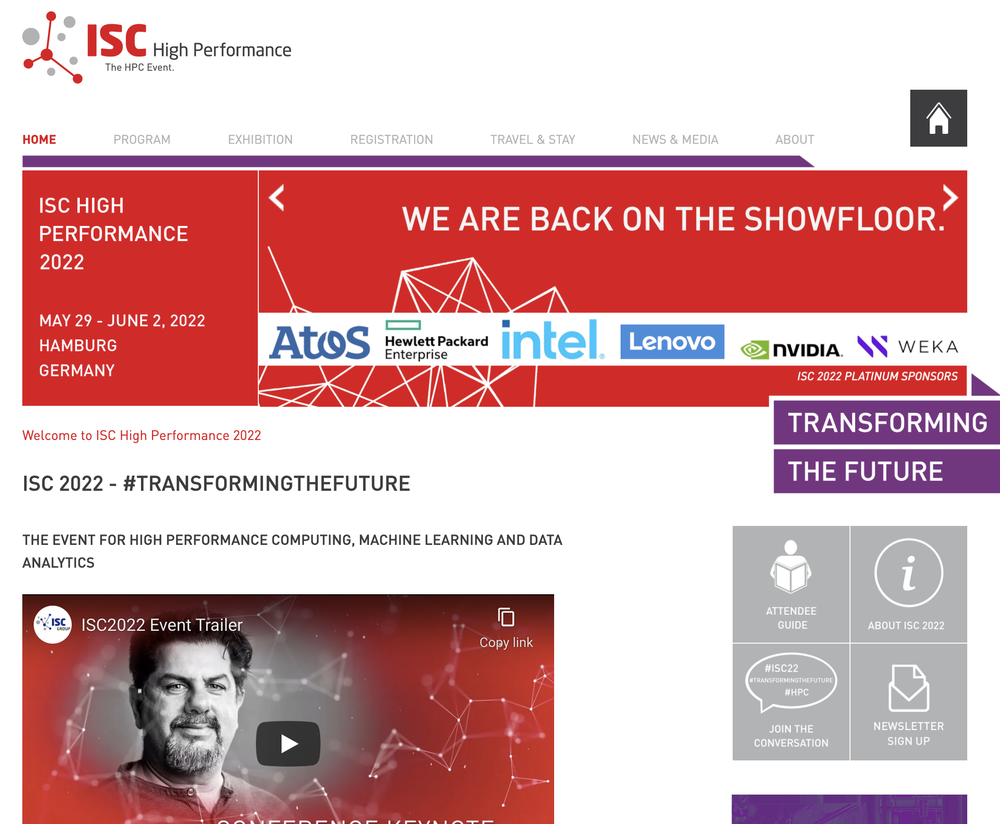 ISC High Performance
The HPC Event.
HOME PROGRAM EXHIBITION REGISTRATION TRAVEL & STAY NEWS & MEDIA ABOUT
ISC HIGH
PERFORMANCE
2022
MAY 29 - JUNE 2, 2022
HAMBURG
GERMANY
WE ARE BACK ON THE SHOWFLOOR.
Atos
Hewlett Packard
Enterprise
intel®
Lenovo
NVIDIA.
WEKA
ISC 2022 PLATINUM SPONSORS
TRANSFORMING
THE FUTURE
Welcome to ISC High Performance 2022
ISC 2022 - #TRANSFORMINGTHEFUTURE
THE EVENT FOR HIGH PERFORMANCE COMPUTING, MACHINE LEARNING AND DATA
ANALYTICS
ISC
GROUP
ISC2022 Event Trailer
Copy link
CONFERENCE KEYNOTE
ATTENDEE
GUIDE
i
ABOUT ISC 2022
#ISC22
#TRANSFORMINGTHEFUTURE
#HPC
JOIN THE
CONVERSATION
NEWSLETTER
SIGN UP